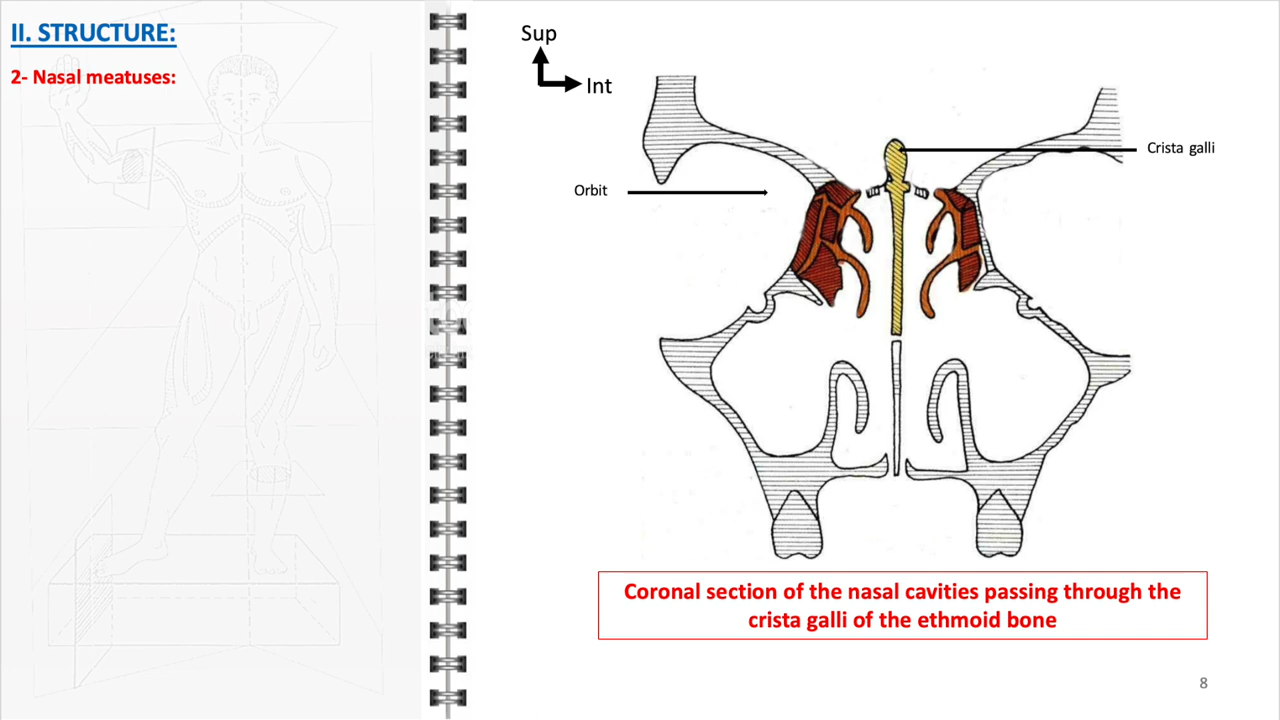 II. STRUCTURE:
2- Nasal meatuses:
Sup
Int
Crista galli
Orbit
Coronal section of the nasal cavities passing through the
crista galli of the ethmoid bone
8